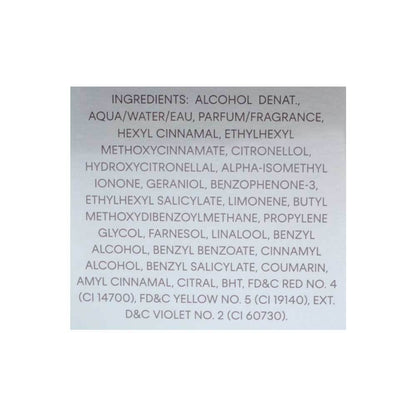 INGREDIENTS: ALCOHOL DENAT.,
AQUA/WATER/EAU, PARFUM/FRAGRANCE,
HEXYL CINNAMAL, ETHYLHEXYL
METHOXYCINNAMATE, CITRONELLOL,
HYDROXYCITRONELLAL, ALPHA-ISOMETHYL
IONONE, GERANIOL, BENZOPHENONE-3,
ETHYLHEXYL SALICYLATE, LIMONENE, BUTYL
METHOXYDIBENZOYLMETHANE, PROPYLENE
GLYCOL, FARNESOL, LINALOOL, BENZYL
ALCOHOL, BENZYL BENZOATE, CINNAMYL
ALCOHOL, BENZYL SALICYLATE, COUMARIN,
AMYL CINNAMAL, CITRAL, BHT, FD&C RED NO. 4
(CI 14700), FD&C YELLOW NO. 5 (CI 19140), EXT.
D&C VIOLET NO. 2 (CI 60730).